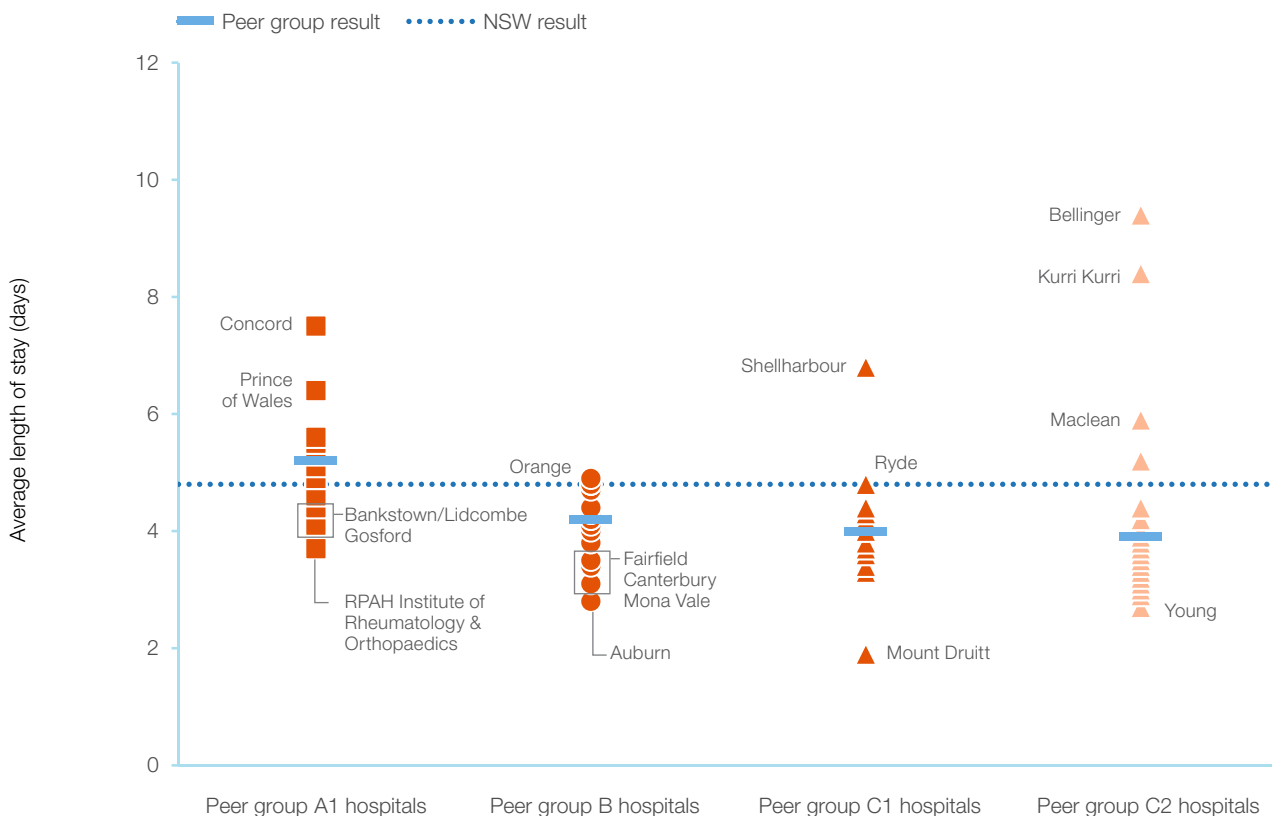 Peer group result
NSW result
Average length of stay (days)
12
10
8
6
4
2
0
Concord
Prince
of Wales
Bankstown/Lidcombe
Gosford
RPAH Institute of
Rheumatology &
Orthopaedics
Orange
Fairfield
Canterbury
Mona Vale
Auburn
Shellharbour
Ryde
Mount Druitt
Bellinger
Kurri Kurri
Maclean
Young
Peer group A1 hospitals
Peer group B hospitals
Peer group C1 hospitals
Peer group C2 hospitals